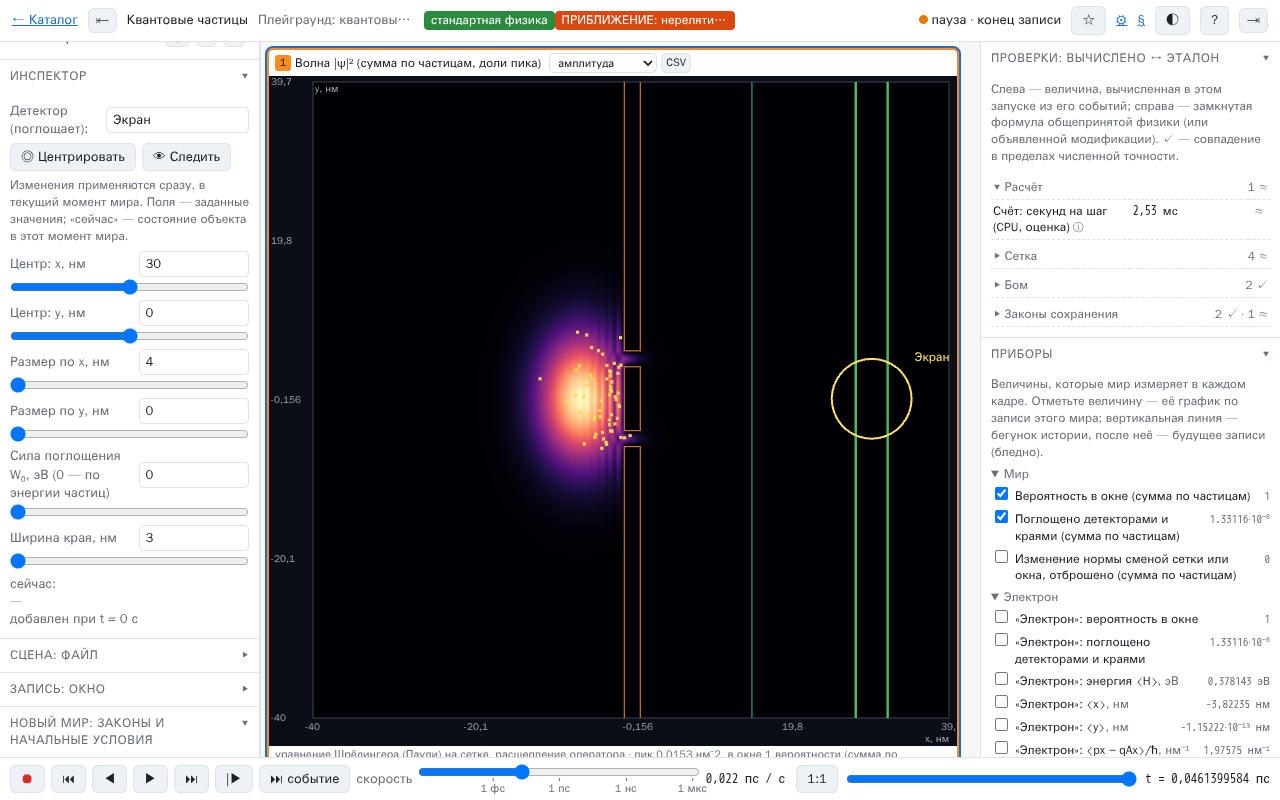 ← Каталог
⇤
Квантовые частицы
Плейграунд: квантовы···
стандартная физика
ПРИБЛИЖЕНИЕ: нереляти···
пауза · конец записи
☆
⚙
§
?
⇥
ИНСПЕКТОР
Детектор (поглощает):
Экран
◎ Центрировать
👁 Следить
Изменения применяются сразу, в
текущий момент мира. Поля — заданные
значения; «сейчас» — состояние объекта
в этот момент мира.
Центр: x, нм
30
Центр: y, нм
0
Размер по x, нм
4
Размер по y, нм
0
Сила поглощения
W₀, эВ (0 — по
энергии частиц)
0
Ширина края, нм
3
сейчас:
—
добавлен при t = 0 с
СЦЕНА: ФАЙЛ
ЗАПИСЬ: ОКНО
НОВЫЙ МИР: ЗАКОНЫ И
НАЧАЛЬНЫЕ УСЛОВИЯ
1
Волна |ψ|² (сумма по частицам, доли пика)
амплитуда
CSV
39,7
y, нм
19,8
-0,156
-20,1
-40
Экран
-40
-20,1
-0,156
19,8
39,
x, нм
уравнение Шрёдингера (Паули) на сетке, расщепление оператора · пик 0.0153 нм⁻², в окне 1 вероятности (сумма по
ПРОВЕРКИ: ВЫЧИСЛЕНО ↔ ЭТАЛОН
Слева — величина, вычисленная в этом
запуске из его событий; справа — замкнутая
формула общепринятой физики (или
объявленной модификации). ✓ — совпадение
в пределах численной точности.
Расчёт 1 ≈
Счёт: секунд на шаг
(CPU, оценка) ⓘ
2,53 мс
≈
Сетка 4 ≈
Бом 2 ✓
Законы сохранения 2 ✓ · 1 ≈
ПРИБОРЫ
Величины, которые мир измеряет в каждом
кадре. Отметьте величину — её график по
записи этого мира; вертикальная линия —
бегунок истории, после неё — будущее записи
(бледно).
Мир
Вероятность в окне (сумма по частицам) 1
Поглощено детекторами и
краями (сумма по частицам)
1.33116·10⁻⁸
Изменение нормы сменой сетки или
окна, отброшено (сумма по частицам)
0
Электрон
«Электрон»: вероятность в окне 1
«Электрон»: поглощено
детекторами и краями
1.33116·10⁻⁸
«Электрон»: энергия ⟨H⟩, эВ 0,378143 эВ
«Электрон»: ⟨x⟩, нм -3,82235 нм
«Электрон»: ⟨y⟩, нм -1.15222·10⁻¹³ нм
«Электрон»: ⟨px − qAx⟩/ħ, нм⁻¹ 1,97575 нм⁻¹
⏭ событие
скорость
1 фс
1 пс
1 нс
1 мкс
0,022 пс / с
1:1
t = 0,0461399584 пс